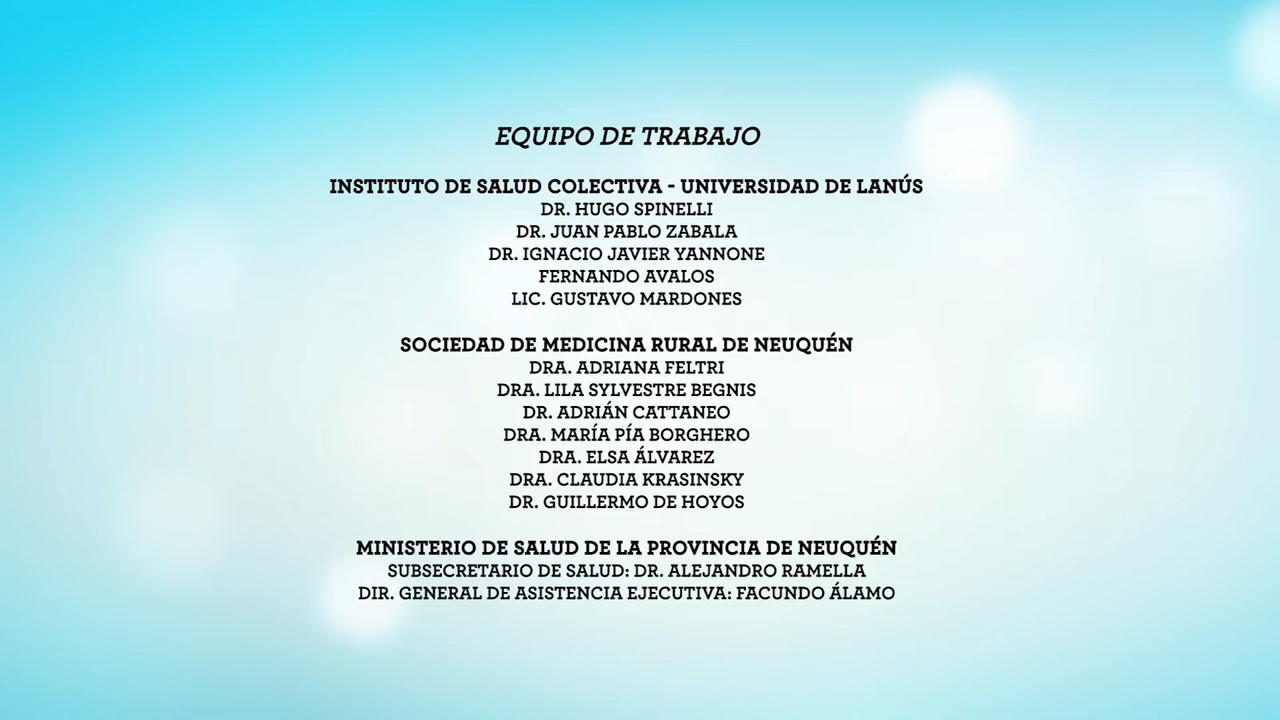 EQUIPO DE TRABAJO
INSTITUTO DE SALUD COLECTIVA - UNIVERSIDAD DE LANÚS
DR. HUGO SPINELLI
DR. JUAN PABLO ZABALA
DR. IGNACIO JAVIER YANNONE
FERNANDO AVALOS
LIC. GUSTAVO MARDONES
SOCIEDAD DE MEDICINA RURAL DE NEUQUÉN
DRA. ADRIANA FELTRI
DRA. LILA SYLVESTRE BEGNIS
DR. ADRIÁN CATTANEO
DRA. MARÍA PÍA BORGHERO
DRA. ELSA ÁLVAREZ
DRA. CLAUDIA KRASINSKY
DR. GUILLERMO DE HOYOS
MINISTERIO DE SALUD DE LA PROVINCIA DE NEUQUÉN
SUBSECRETARIO DE SALUD: DR. ALEJANDRO RAMELLA
DIR. GENERAL DE ASISTENCIA EJECUTIVA: FACUNDO ÁLAMO